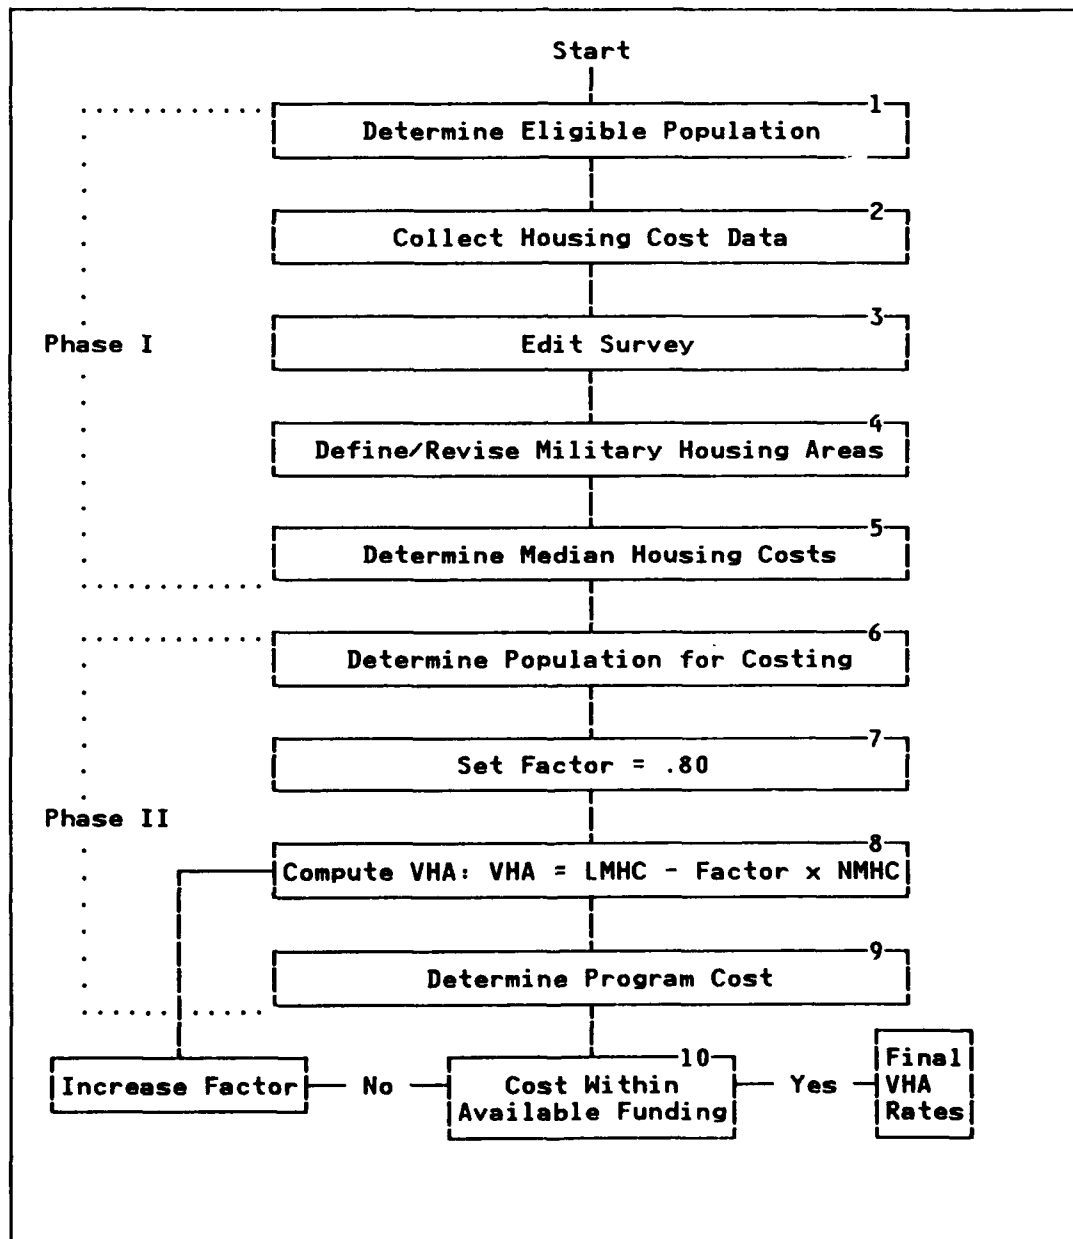 Start
1
Determine Eligible Population
2
Collect Housing Cost Data
3
Phase I
Edit Survey
4
Define/Revise Military Housing Areas
5
Determine Median Housing Costs
6
Determine Population for Costing
7
Set Factor = .80
Phase II
8
Compute VHA: VHA = LMHC - Factor x NMHC
9
Determine Program Cost
Increase Factor
No
10
Cost Within
Available Funding
Yes
Final
VHA
Rates